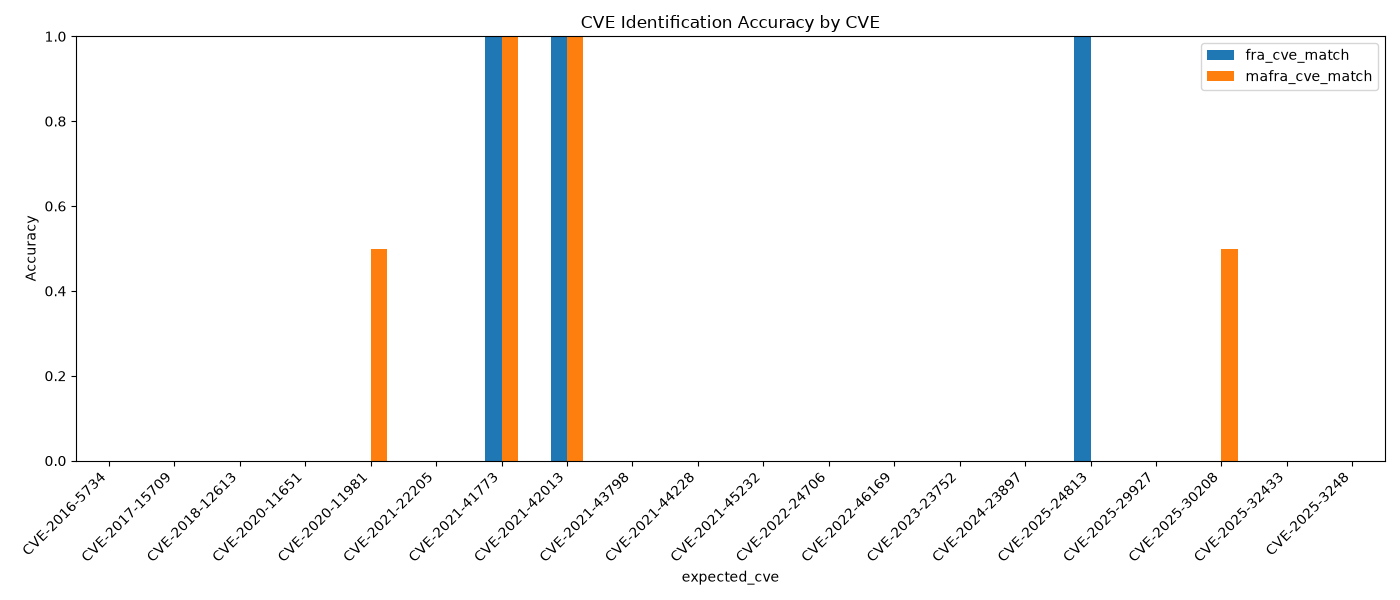 CVE Identification Accuracy by CVE
fra_cve_match
mafra_cve_match
Accuracy
1.0
0.8
0.6
0.4
0.2
0.0
CVE-2016-5734
CVE-2017-15709
CVE-2018-12613
CVE-2020-11651
CVE-2020-11981
CVE-2021-22205
CVE-2021-41773
CVE-2021-42013
CVE-2021-43798
CVE-2021-44228
CVE-2021-45232
CVE-2022-24706
CVE-2022-46169
CVE-2023-23752
CVE-2024-23897
CVE-2025-24813
CVE-2025-29927
CVE-2025-30208
CVE-2025-32433
CVE-2025-3248
expected_cve